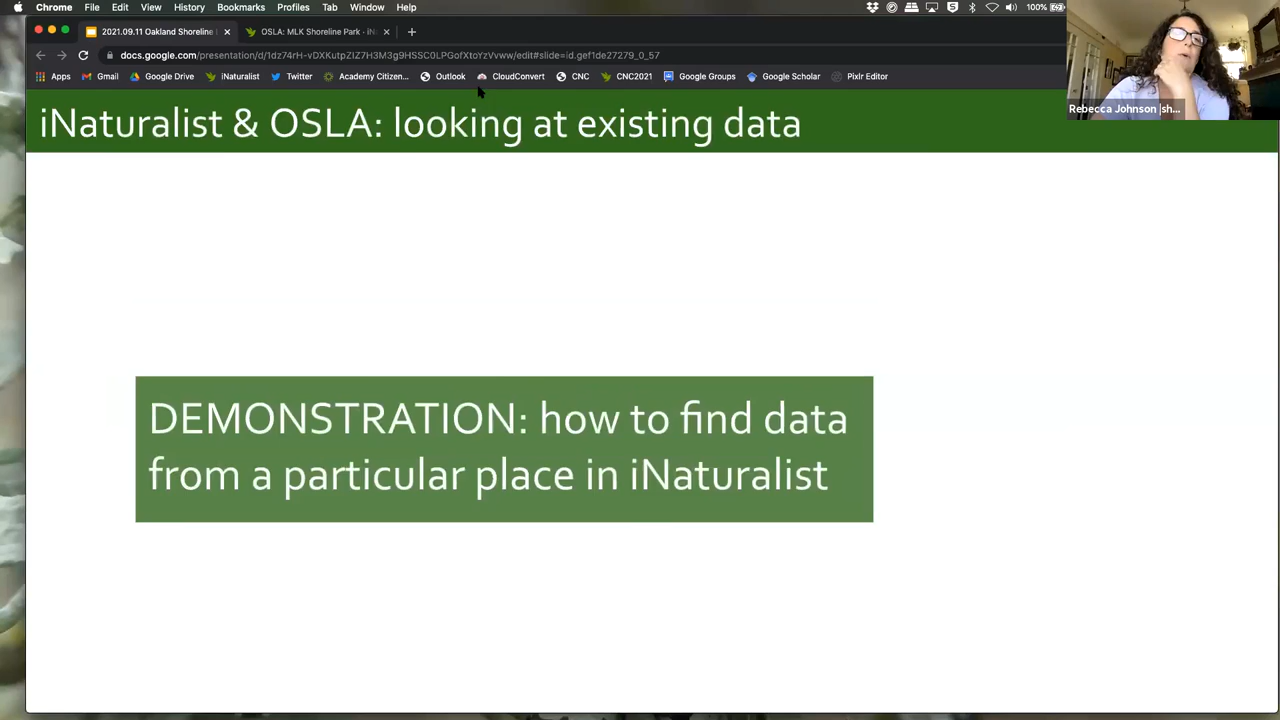 Chrome File Edit View History Bookmarks Profiles Tab Window Help 100%
2021.09.11 Oakland Shoreline OSLA: MLK Shoreline Park · iN
docs.google.com/presentation/d/1dz74rH-vDXKutpZIZ7H3M3g9HSSC0LPGofXtoYzVvww/edit#slide=id.gef1de27279_0_57
Apps Gmail Google Drive iNaturalist Twitter Academy Citizen... Outlook CloudConvert CNC CNC2021 Google Groups Google Scholar Pixlr Editor
Rebecca Johnson |sh...
iNaturalist & OSLA: looking at existing data
DEMONSTRATION: how to find data
from a particular place in iNaturalist